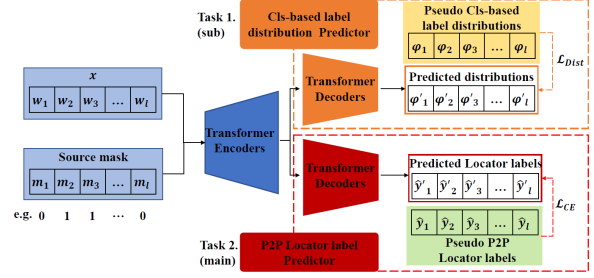 Task 1.
(sub)
Cls-based label
distribution Predictor
Pseudo Cls-based
label distributions
φ1 φ2 φ3 … φl
ℒDist
Predicted distributions
φ'1 φ'2 φ'3 … φ'l
Transformer
Decoders
x
w1 w2 w3 … wl
Transformer
Encoders
Source mask
m1 m2 m3 … ml
e.g. 0 1 1 … 0
Transformer
Decoders
Predicted Locator labels
ŷ'1 ŷ'2 ŷ'3 … ŷ'l
ℒCE
ŷ1 ŷ2 ŷ3 … ŷl
Pseudo P2P
Locator labels
Task 2.
(main)
P2P Locator label
Predictor